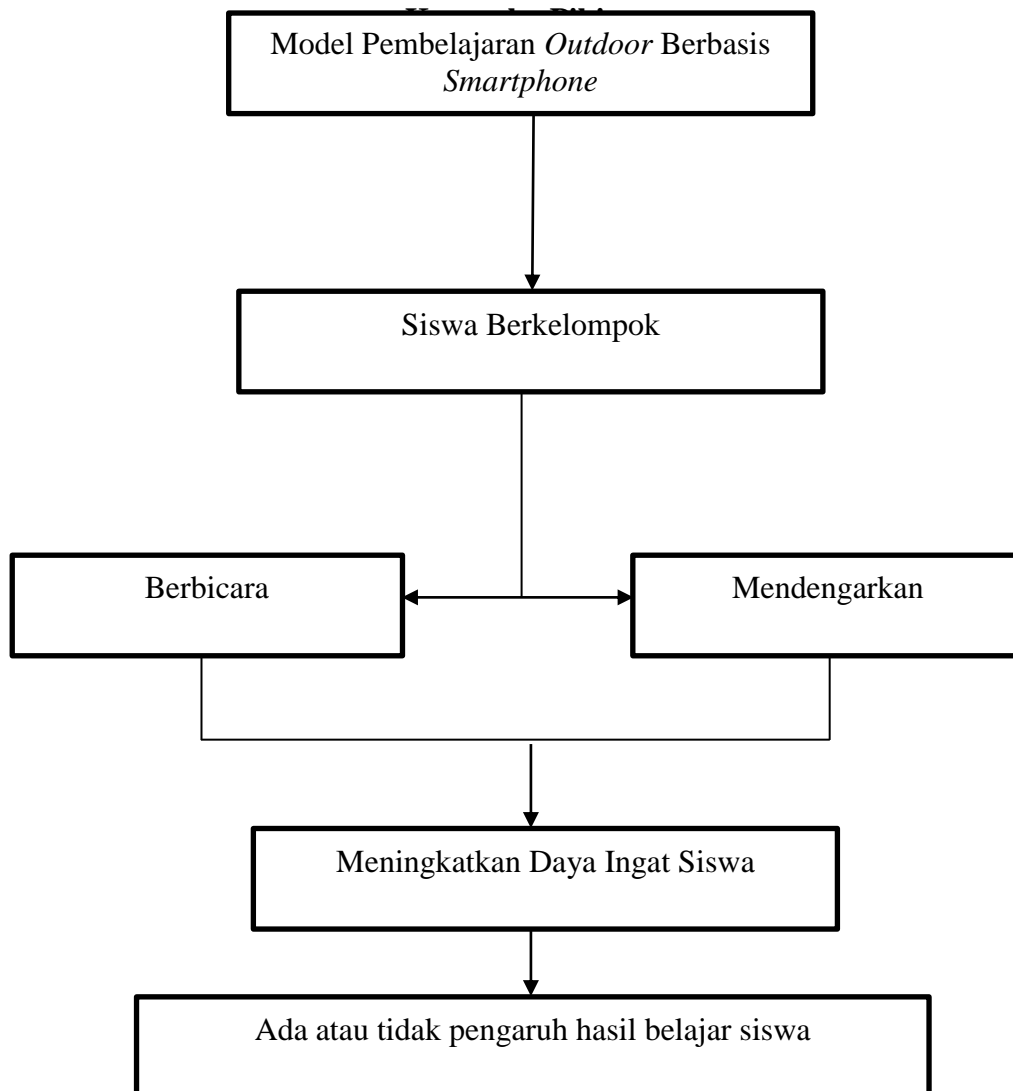 Model Pembelajaran Outdoor Berbasis
Smartphone
Siswa Berkelompok
Berbicara
Mendengarkan
Meningkatkan Daya Ingat Siswa
Ada atau tidak pengaruh hasil belajar siswa